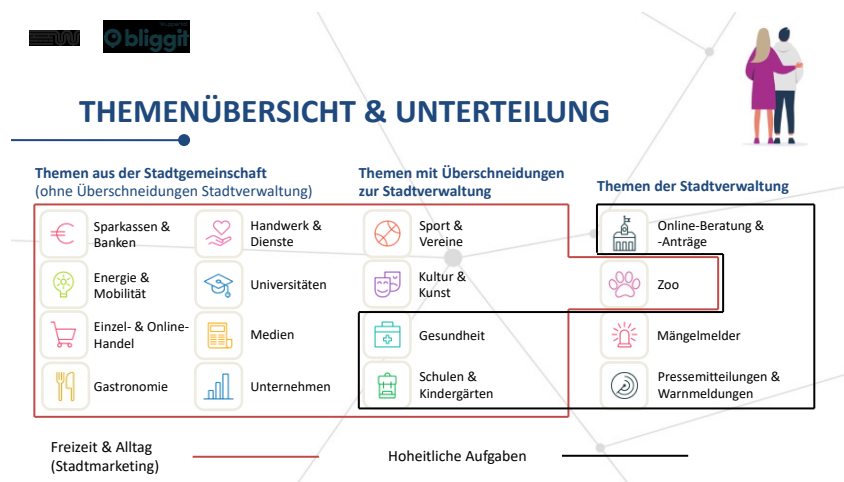 bliggit
THEMENÜBERSICHT & UNTERTEILUNG
Themen aus der Stadtgemeinschaft
(ohne Überschneidungen Stadtverwaltung)
Themen mit Überschneidungen
zur Stadtverwaltung
Themen der Stadtverwaltung
Sparkassen &
Banken
Handwerk &
Dienste
Sport &
Vereine
Online-Beratung &
-Anträge
Energie &
Mobilität
Universitäten
Kultur &
Kunst
Zoo
Einzel- & Online-
Handel
Medien
Gesundheit
Mängelmelder
Gastronomie
Unternehmen
Schulen &
Kindergärten
Pressemitteilungen &
Warnmeldungen
Freizeit & Alltag
(Stadtmarketing)
Hoheitliche Aufgaben